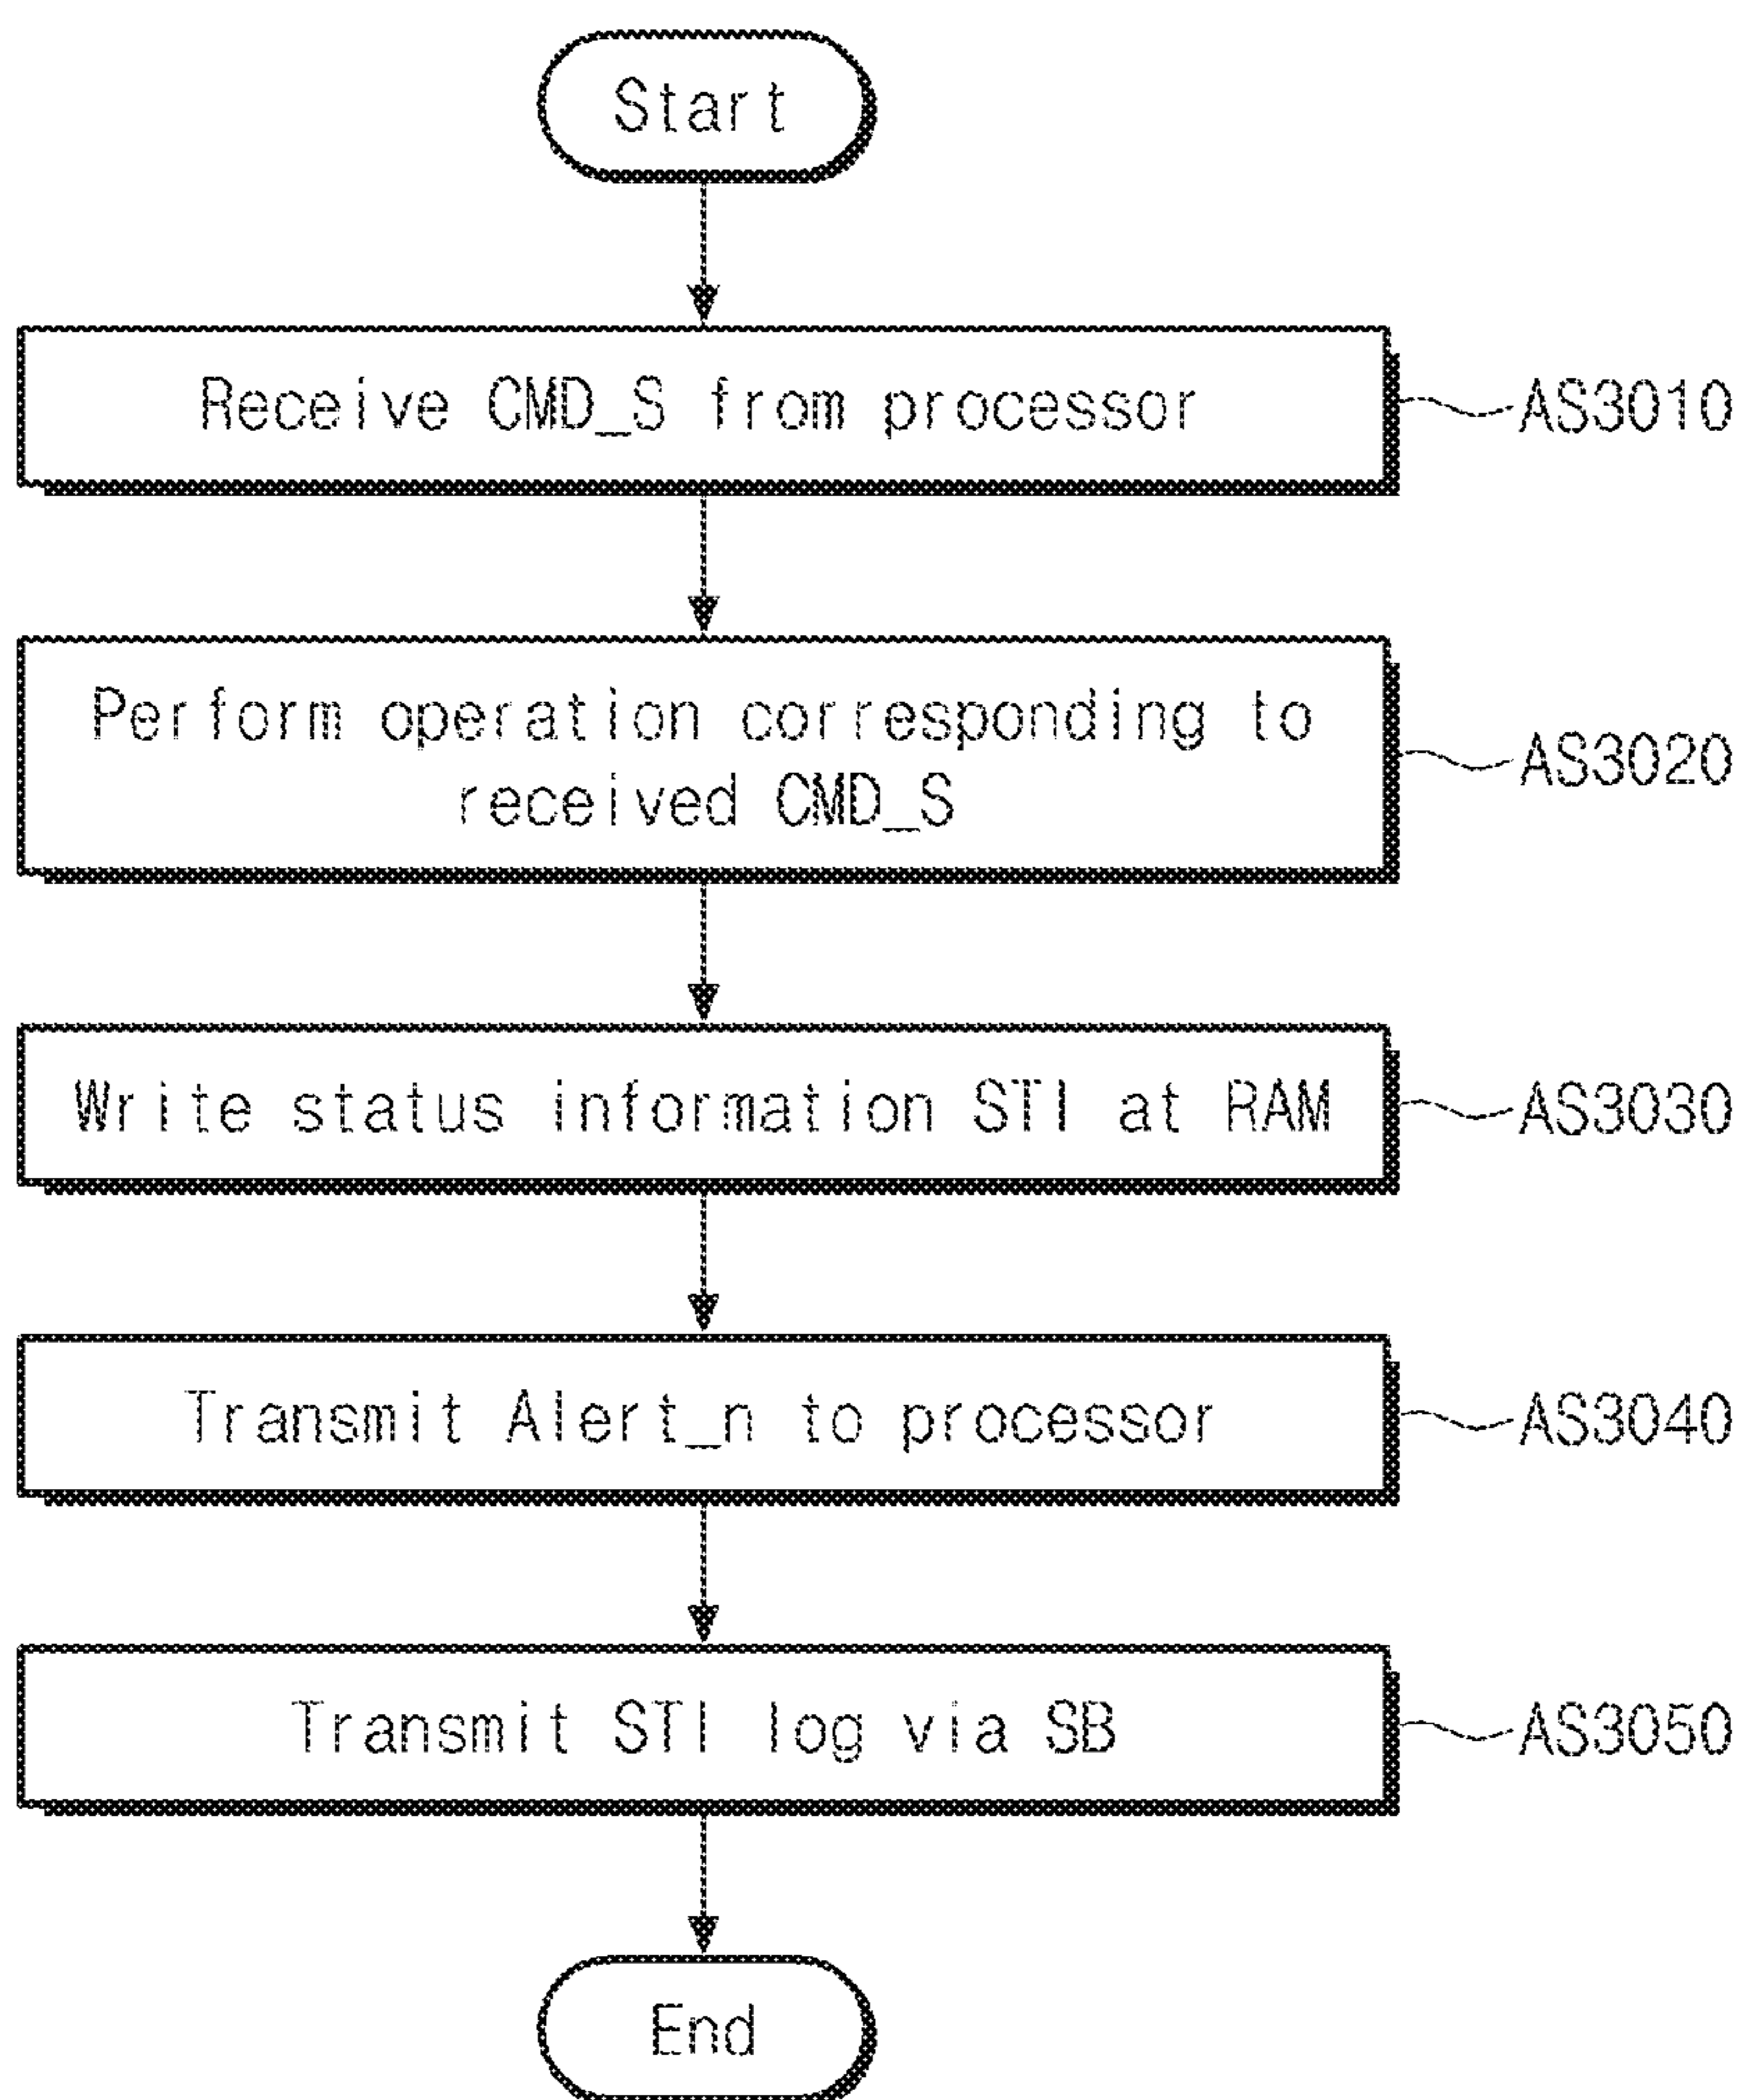 Start
Receive CMD_S from processor
AS3010
Perform operation corresponding to
received CMD_S
AS3020
Write status information STI at RAM
AS3030
Transmit Alert_n to processor
AS3040
Transmit STI log via SB
AS3050
End